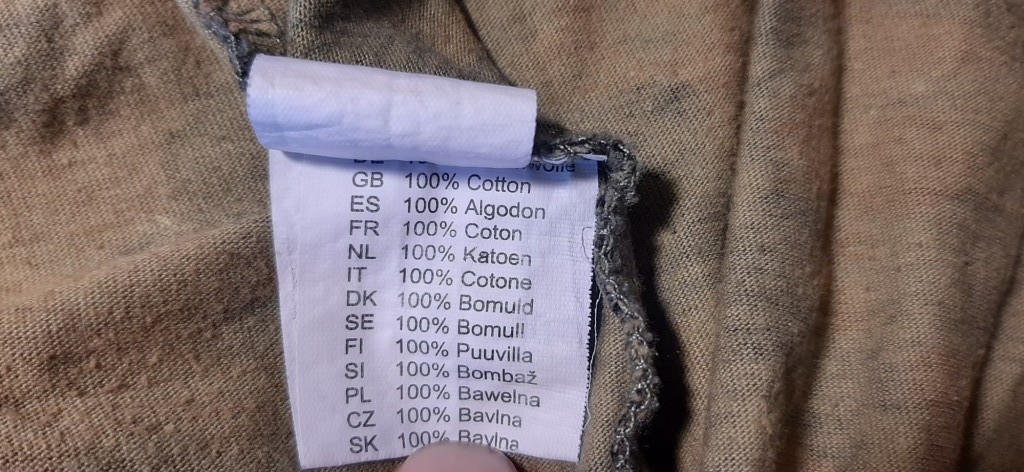 GB 100% Cotton
ES 100% Algodon
FR 100% Coton
NL 100% Katoen
IT 100% Cotone
DK 100% Bomuld
SE 100% Bomull
FI 100% Puuvilla
SI 100% Bombaž
PL 100% Bawelna
CZ 100% Bavlna
SK 100% Bavlna